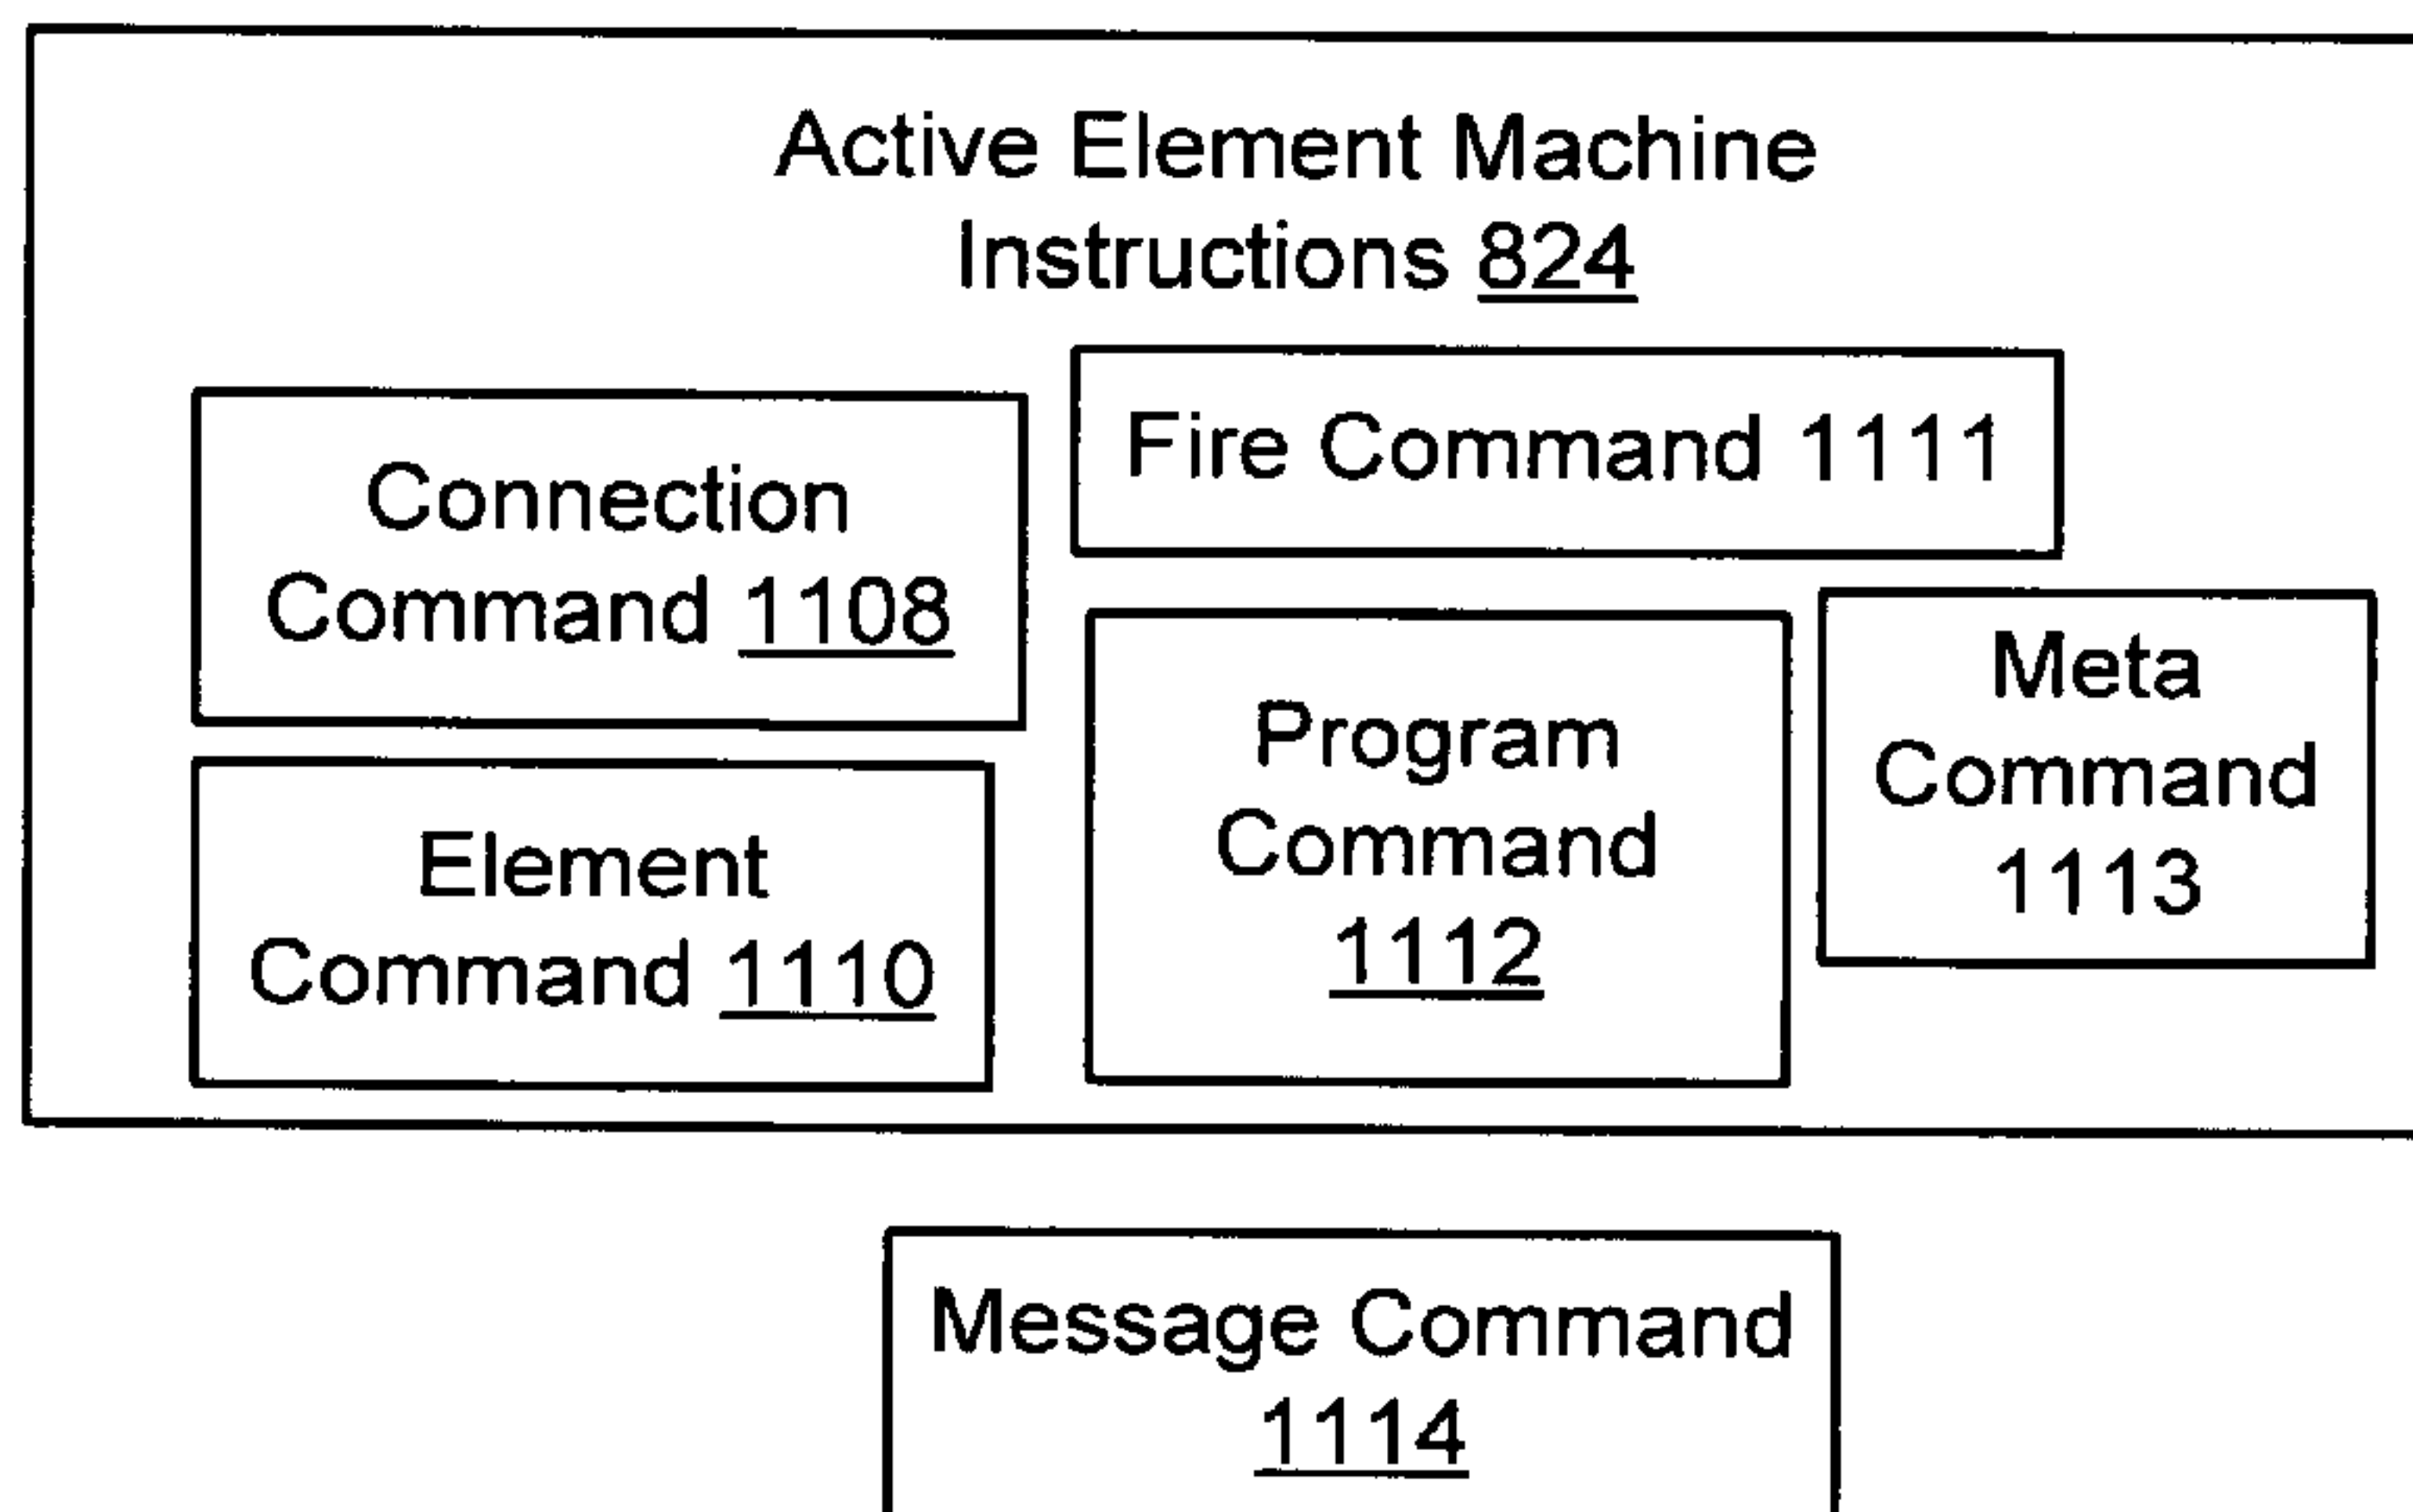 Active Element Machine
Instructions 824
Connection
Command 1108
Fire Command 1111
Element
Command 1110
Program
Command
1112
Meta
Command
1113
Message Command
1114